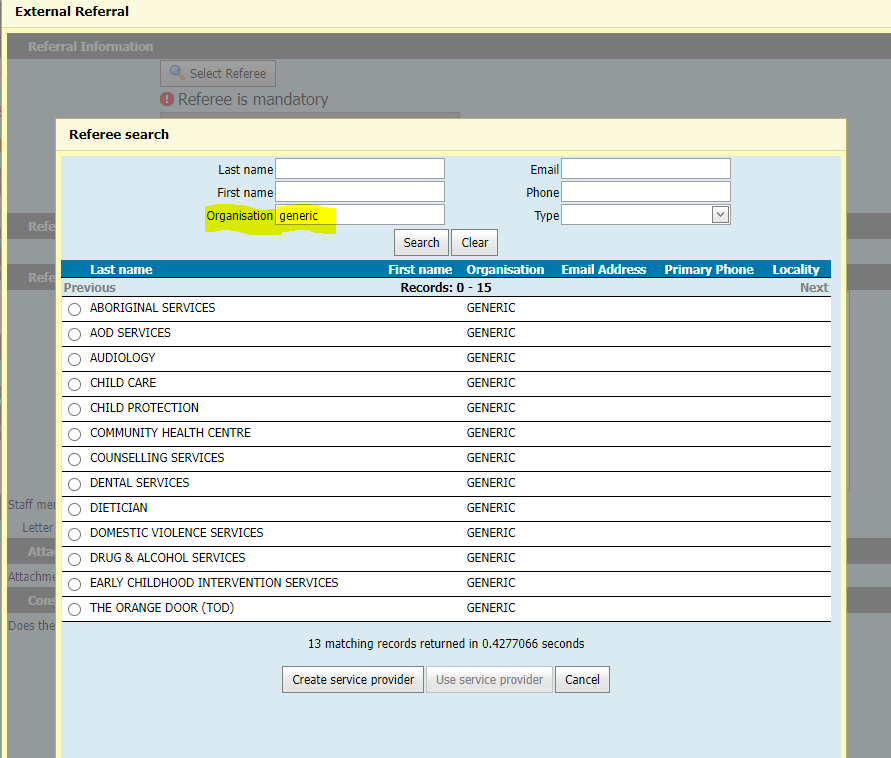 External Referral
Referral Information
Select Referee
Referee is mandatory
Referee search
Last name Email
First name Phone
Organisation generic Type
Search Clear
Last name First name Organisation Email Address Primary Phone Locality
Previous Records: 0 - 15 Next
ABORIGINAL SERVICES GENERIC
AOD SERVICES GENERIC
AUDIOLOGY GENERIC
CHILD CARE GENERIC
CHILD PROTECTION GENERIC
COMMUNITY HEALTH CENTRE GENERIC
COUNSELLING SERVICES GENERIC
DENTAL SERVICES GENERIC
DIETICIAN GENERIC
DOMESTIC VIOLENCE SERVICES GENERIC
DRUG & ALCOHOL SERVICES GENERIC
EARLY CHILDHOOD INTERVENTION SERVICES GENERIC
THE ORANGE DOOR (TOD) GENERIC
13 matching records returned in 0.4277066 seconds
Create service provider Use service provider Cancel
Refe
Refe
Staff mem
Letter
Atta
Attachme
Cons
Does the